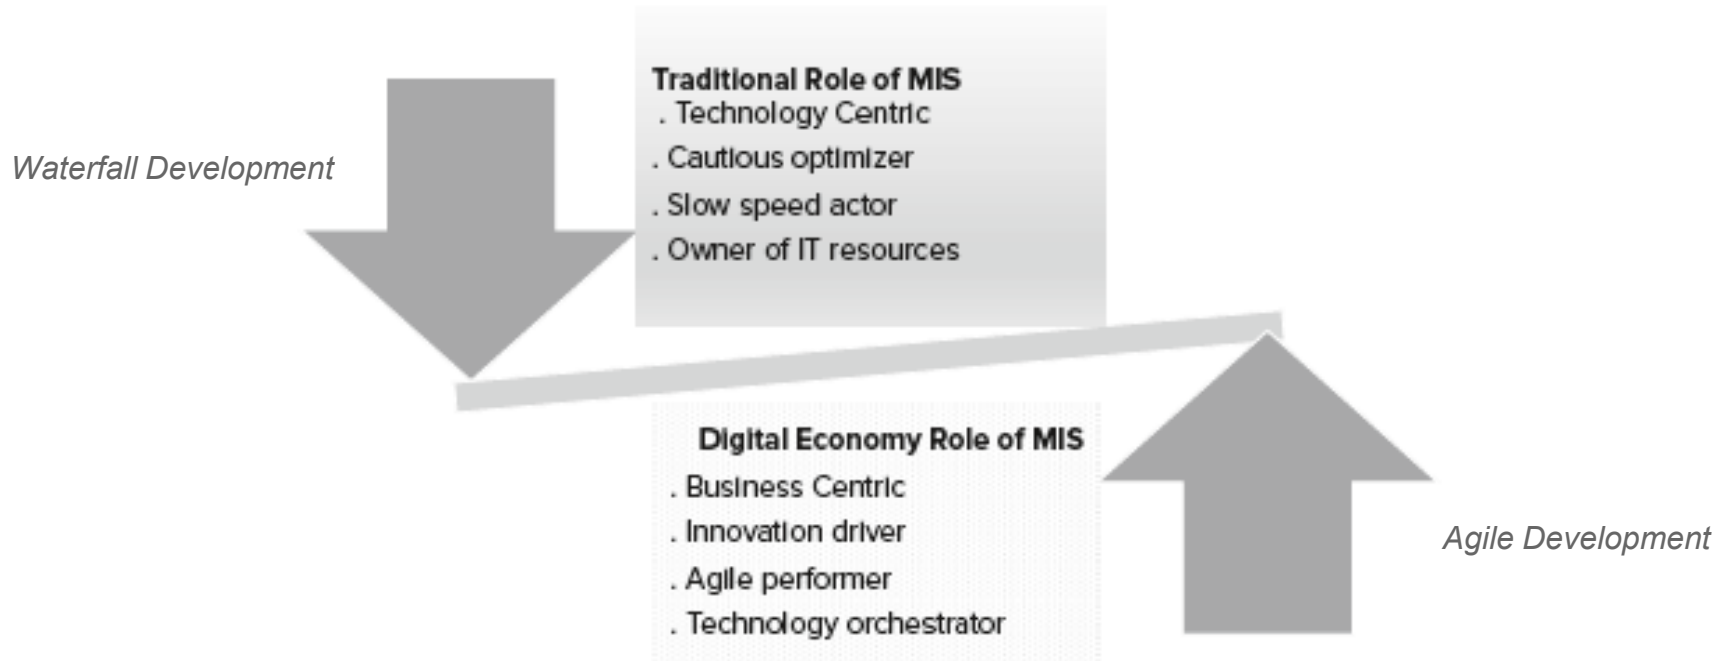 Traditional Role of MIS
. Technology Centric
Waterfall Development
. Cautious optimizer
. Slow speed actor
. Owner of IT resources
Digital Economy Role of MIS
. Business Centric
. Innovation driver
Agile Development
. Agile performer
. Technology orchestrator